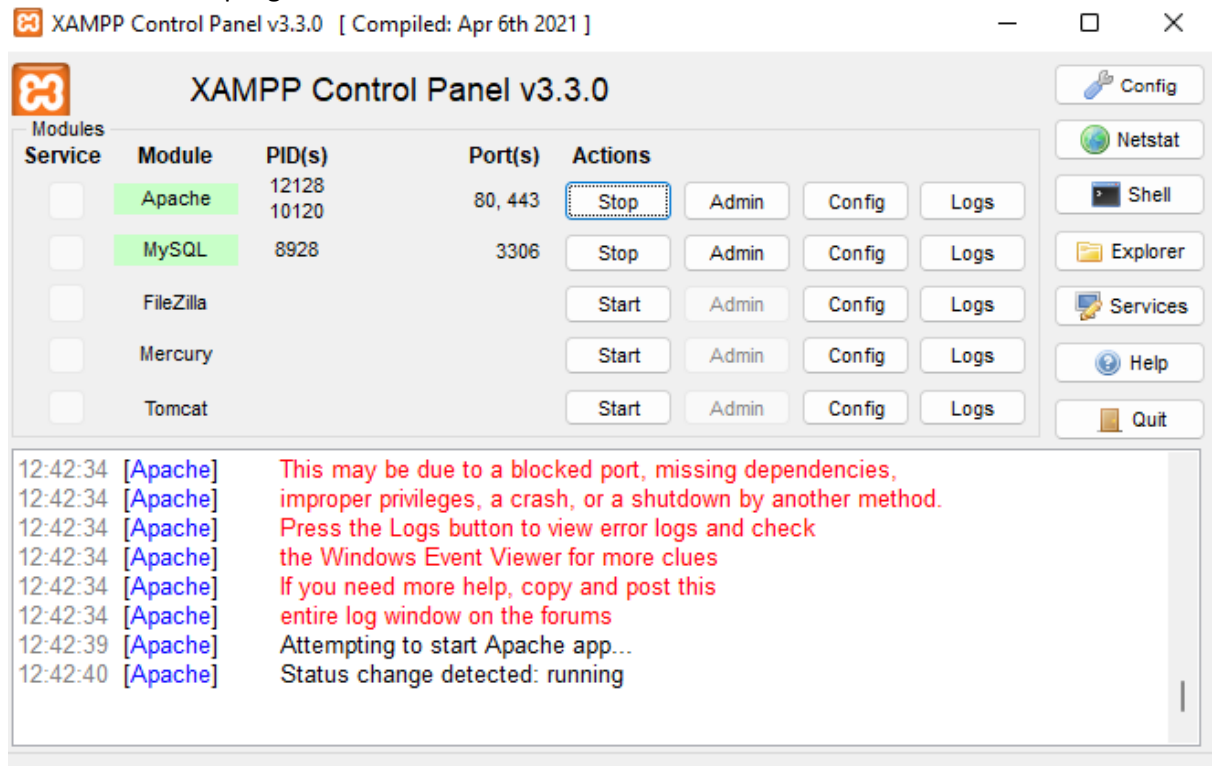 XAMPP Control Panel v3.3.0 [ Compiled: Apr 6th 2021 ]
XAMPP Control Panel v3.3.0
Config
Modules
Service Module PID(s) Port(s) Actions
Netstat
Apache 12128 10120 80, 443 Stop Admin Config Logs
Shell
MySQL 8928 3306 Stop Admin Config Logs
Explorer
FileZilla Start Admin Config Logs
Services
Mercury Start Admin Config Logs
Help
Tomcat Start Admin Config Logs
Quit
12:42:34 [Apache] This may be due to a blocked port, missing dependencies,
12:42:34 [Apache] improper privileges, a crash, or a shutdown by another method.
12:42:34 [Apache] Press the Logs button to view error logs and check
12:42:34 [Apache] the Windows Event Viewer for more clues
12:42:34 [Apache] If you need more help, copy and post this
12:42:34 [Apache] entire log window on the forums
12:42:39 [Apache] Attempting to start Apache app...
12:42:40 [Apache] Status change detected: running